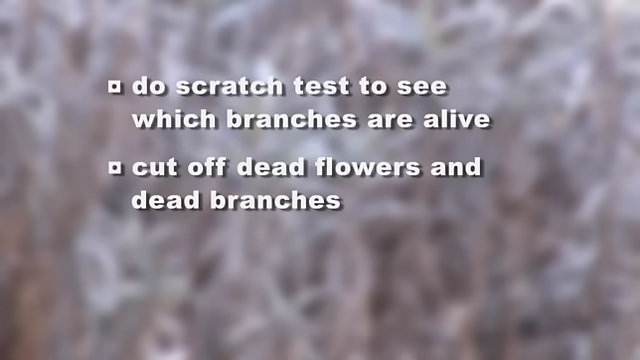 do scratch test to see
which branches are alive
cut off dead flowers and
dead branches